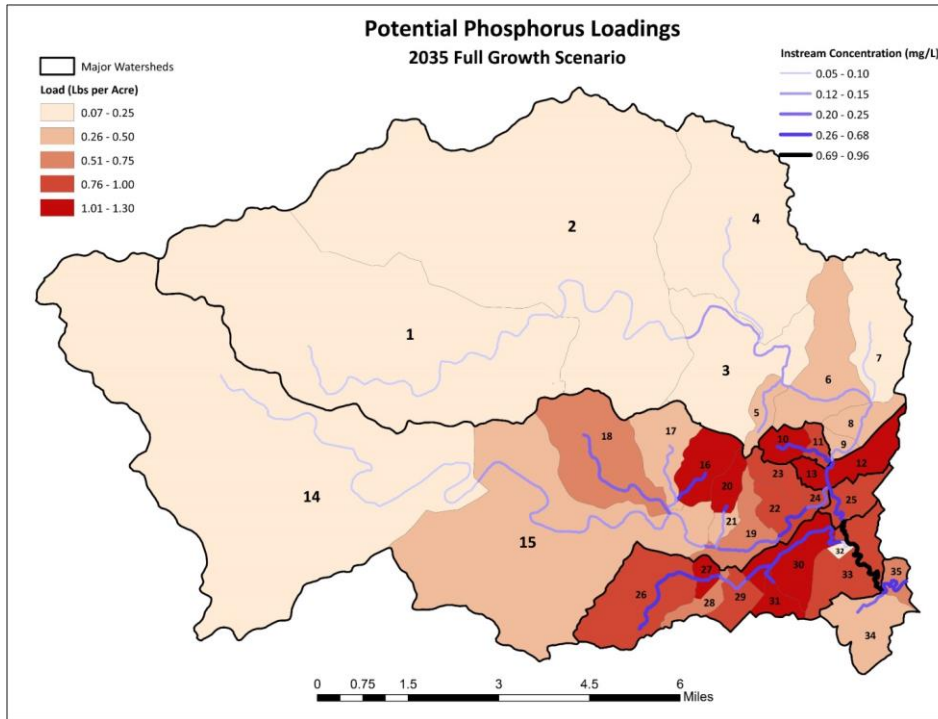 Potential Phosphorus Loadings
2035 Full Growth Scenario
Major Watersheds
Load (Lbs per Acre)
0.07 - 0.25
0.26 - 0.50
0.51 - 0.75
0.76 - 1.00
1.01 - 1.30
Instream Concentration (mg/L)
0.05 - 0.10
0.12 - 0.15
0.20 - 0.25
0.26 - 0.68
0.69 - 0.96
2
4
1
3
7
6
5
8
9
17
18
10
11
16
13
12
20
23
14
24
25
22
21
19
15
30
32
27
33
35
26
29
28
31
34
0 0.75 1.5 3 4.5 6
Miles